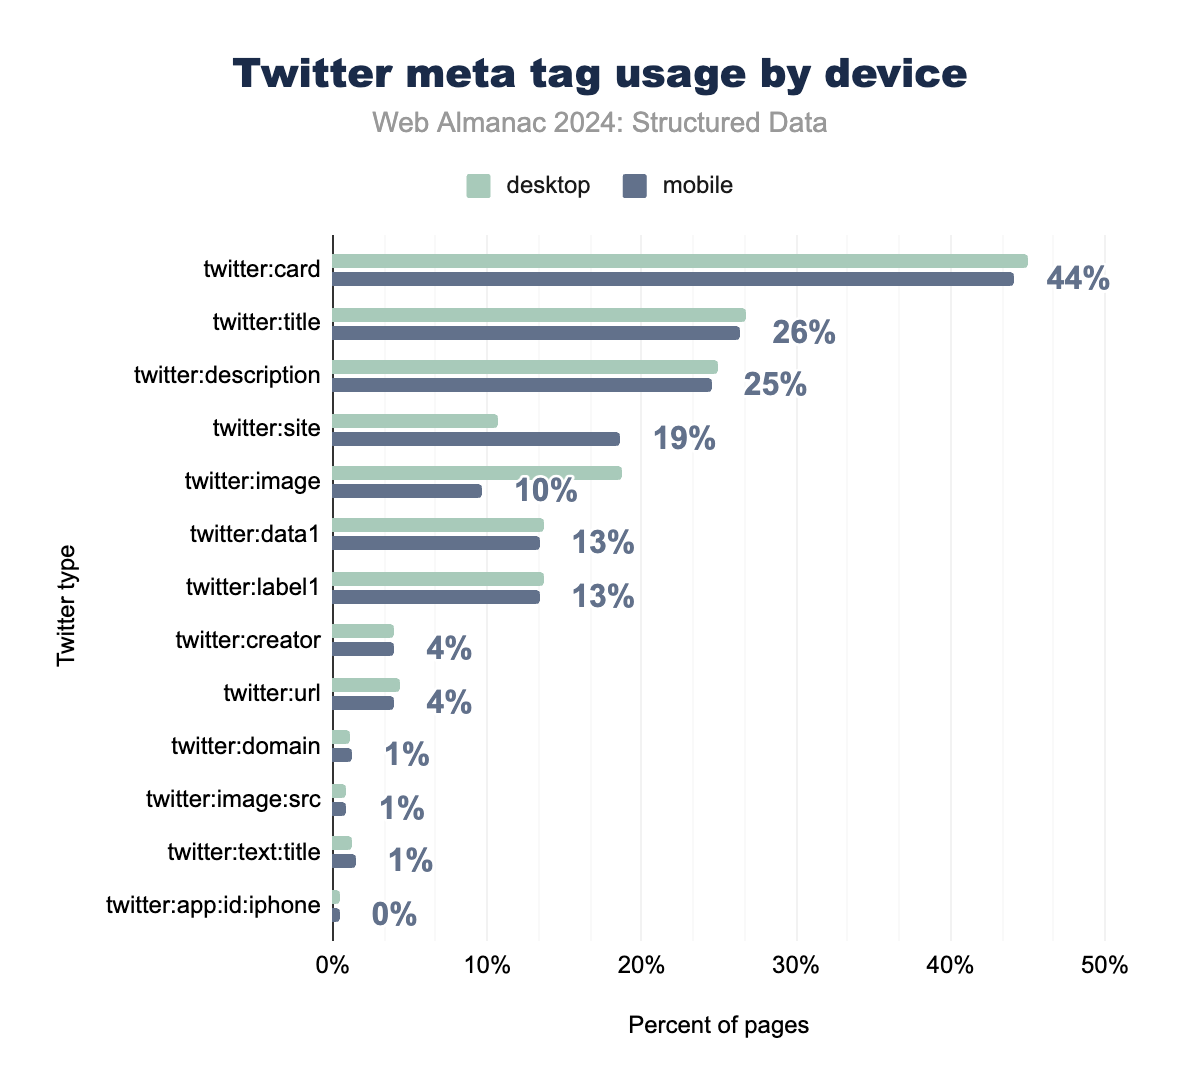 Twitter meta tag usage by device
Web Almanac 2024: Structured Data
desktop
mobile
Twitter type
twitter:card
44%
twitter:title
26%
twitter:description
25%
twitter:site
19%
twitter:image
10%
twitter:data1
13%
twitter:label1
13%
twitter:creator
4%
twitter:url
4%
twitter:domain
1%
twitter:image:src
1%
twitter:text:title
1%
twitter:app:id:iphone
0%
0% 10% 20% 30% 40% 50%
Percent of pages